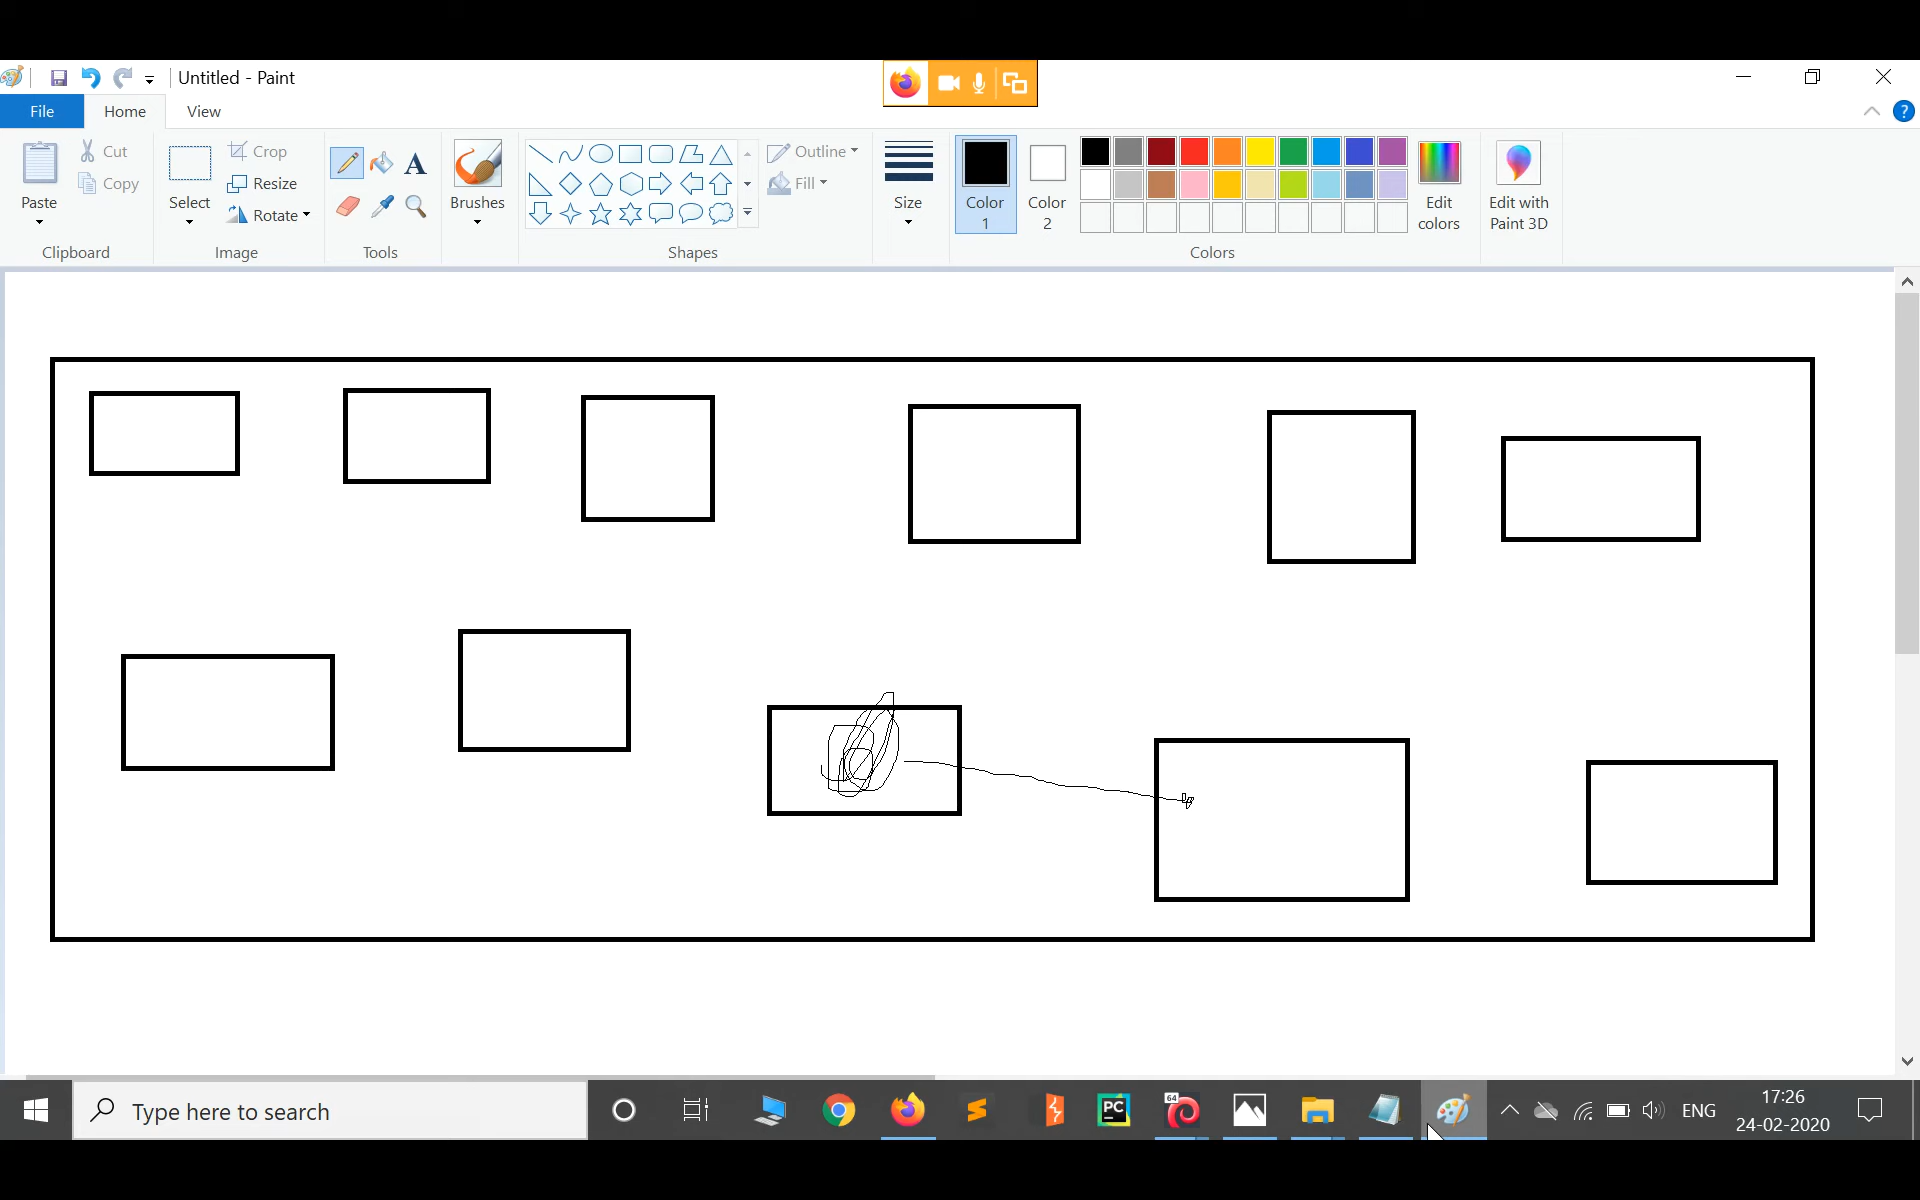 Untitled - Paint
File Home View
Paste
Cut
Copy
Clipboard
Select
Crop
Resize
Rotate
Image
A
Tools
Brushes
Shapes
Outline
Fill
Size
Color 1
Color 2
Edit colors
Colors
Edit with Paint 3D
?
Type here to search
PC
64
ENG
17:26
24-02-2020